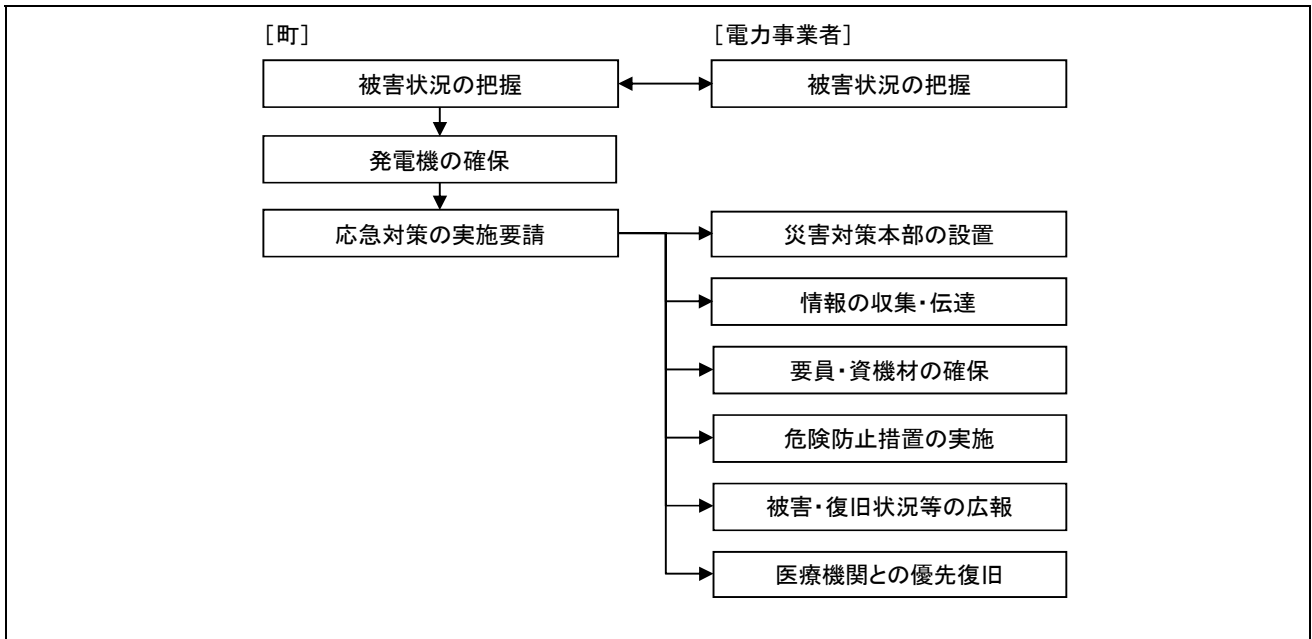 ［町］
［電力事業者］
被害状況の把握
被害状況の把握
発電機の確保
応急対策の実施要請
災害対策本部の設置
情報の収集・伝達
要員・資機材の確保
危険防止措置の実施
被害・復旧状況等の広報
医療機関との優先復旧